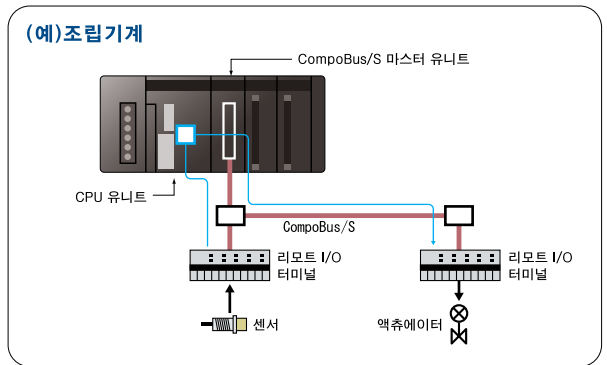 (예)조립기계
CompoBus/S 마스터 유니트
CPU 유니트
CompoBus/S
리모트 I/O
터미널
리모트 I/O
터미널
센서
액츄에이터